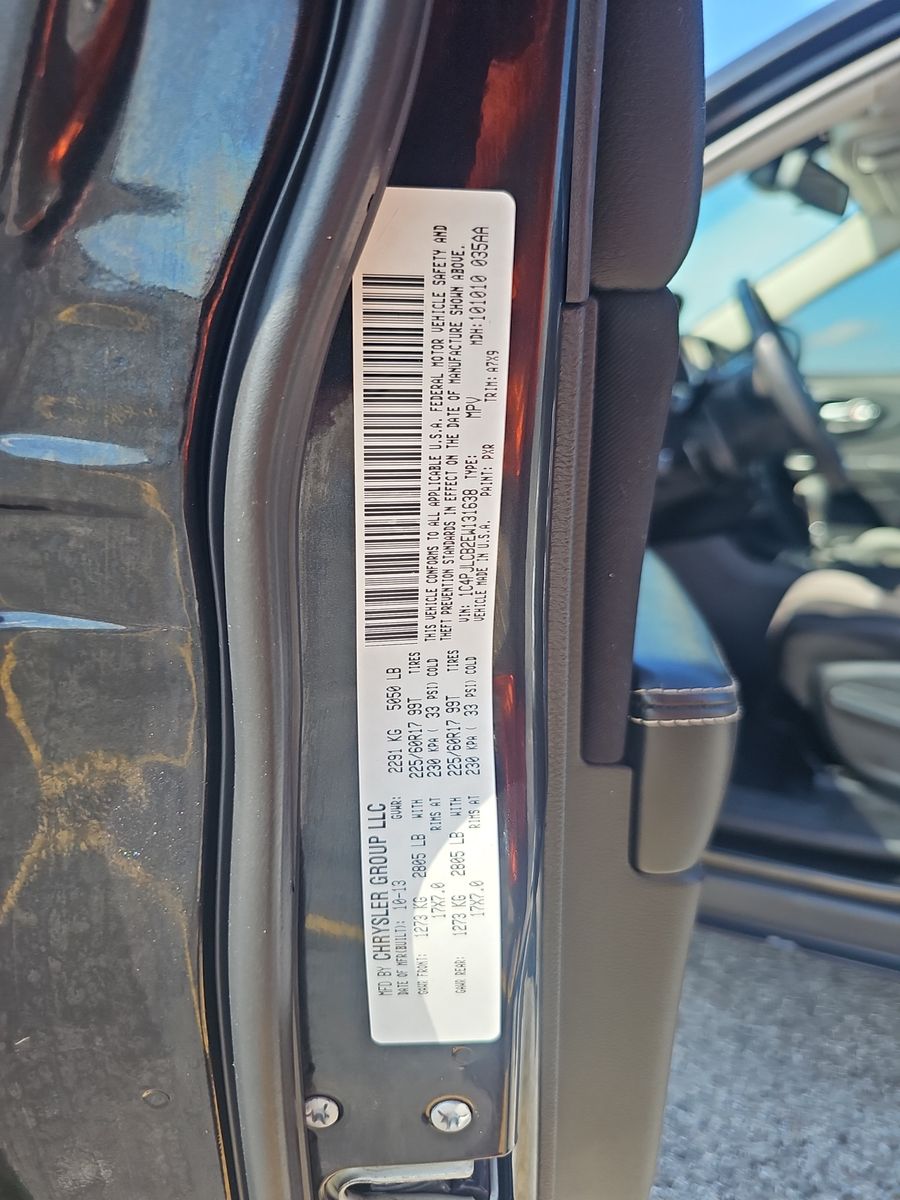 MFD BY CHRYSLER GROUP LLC
DATE OF MFR(BUILT): 10-13 GVWR: 2291 KG 5050 LB
GAWR FRONT: 1273 KG 2805 LB WITH 225/60R17 99T TIRES
17X7.0 RIMS AT 230 KPA ( 33 PSI) COLD
GAWR REAR: 1273 KG 2805 LB WITH 225/60R17 99T TIRES
17X7.0 RIMS AT 230 KPA ( 33 PSI) COLD
THIS VEHICLE CONFORMS TO ALL APPLICABLE U.S.A. FEDERAL MOTOR VEHICLE SAFETY AND
THEFT PREVENTION STANDARDS IN EFFECT ON THE DATE OF MANUFACTURE SHOWN ABOVE.
VIN: 1C4PJLCB2EW131638 TYPE: MPV MDH:101010 035AA
VEHICLE MADE IN U.S.A. PAINT: PXR TRIM: A7X9